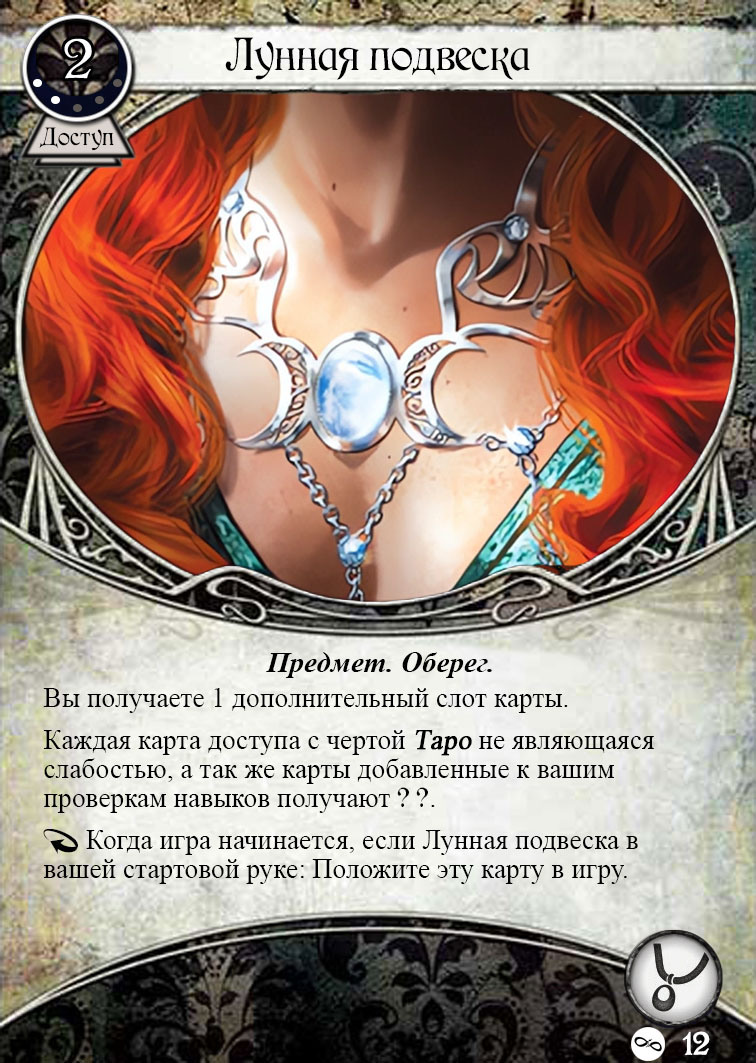 2
Лунная подвеска
Доступ
Предмет. Оберег.
Вы получаете 1 дополнительный слот карты.
Каждая карта доступа с чертой Таро не являющаяся
слабостью, а так же карты добавленные к вашим
проверкам навыков получают ? ?.
Когда игра начинается, если Лунная подвеска в
вашей стартовой руке: Положите эту карту в игру.
12